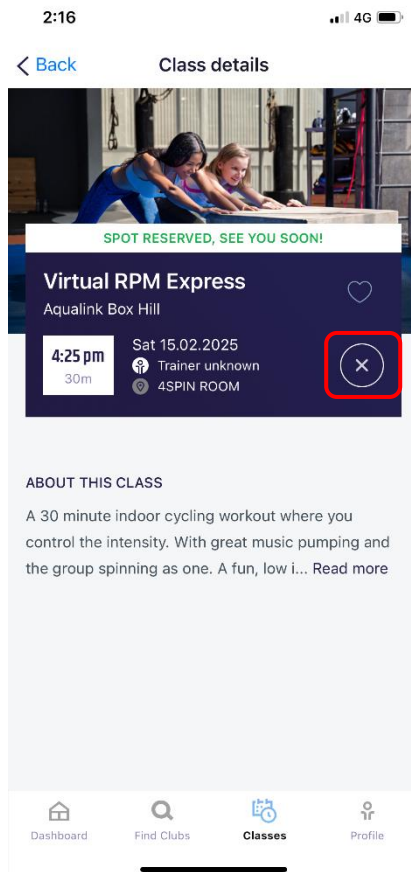 2:16
4G
Back
Class details
SPOT RESERVED, SEE YOU SOON!
Virtual RPM Express
Aqualink Box Hill
4:25 pm
30m
Sat 15.02.2025
Trainer unknown
4SPIN ROOM
ABOUT THIS CLASS
A 30 minute indoor cycling workout where you
control the intensity. With great music pumping and
the group spinning as one. A fun, low i... Read more
Dashboard
Find Clubs
Classes
Profile